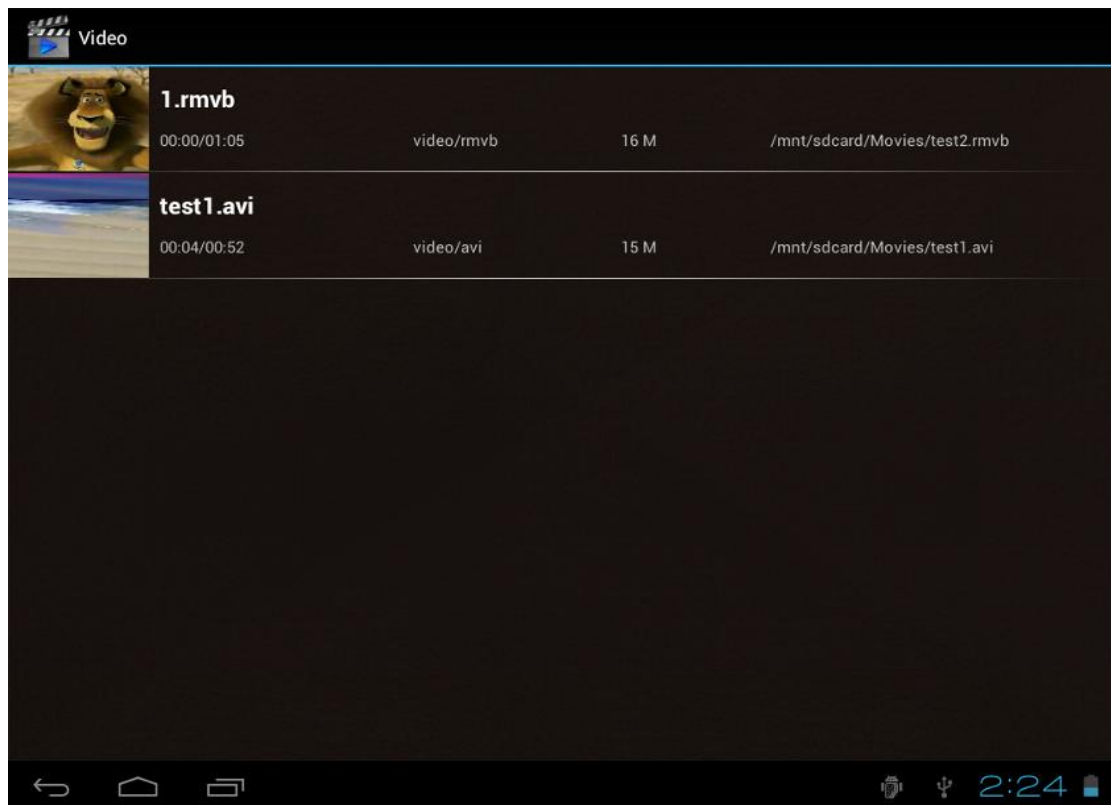 Video
1.rmvb
00:00/01:05 video/rmvb 16 M /mnt/sdcard/Movies/test2.rmvb
test1.avi
00:04/00:52 video/avi 15 M /mnt/sdcard/Movies/test1.avi
2:24